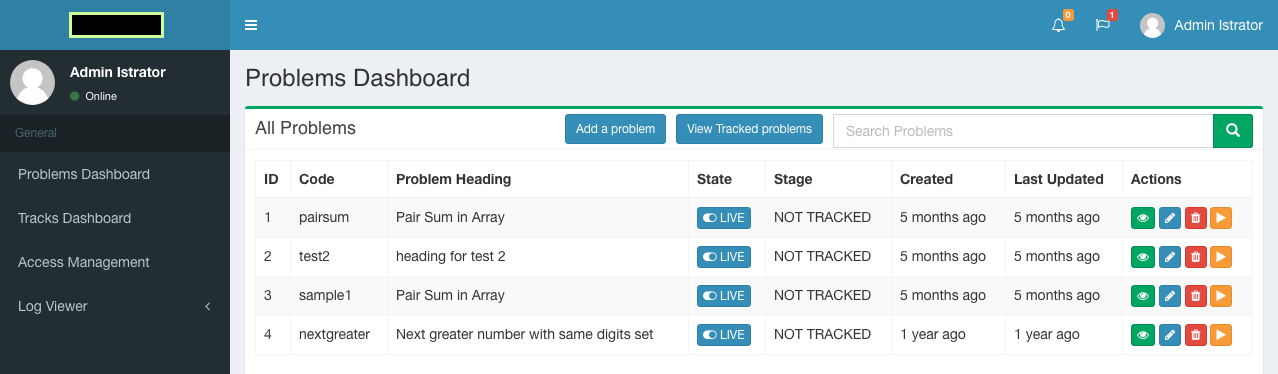 0
1
Admin Istrator
Admin Istrator
Online
General
Problems Dashboard
Tracks Dashboard
Access Management
Log Viewer
Problems Dashboard
All Problems
Add a problem
View Tracked problems
Search Problems
ID Code Problem Heading State Stage Created Last Updated Actions
1 pairsum Pair Sum in Array LIVE NOT TRACKED 5 months ago 5 months ago
2 test2 heading for test 2 LIVE NOT TRACKED 5 months ago 5 months ago
3 sample1 Pair Sum in Array LIVE NOT TRACKED 5 months ago 5 months ago
4 nextgreater Next greater number with same digits set LIVE NOT TRACKED 1 year ago 1 year ago